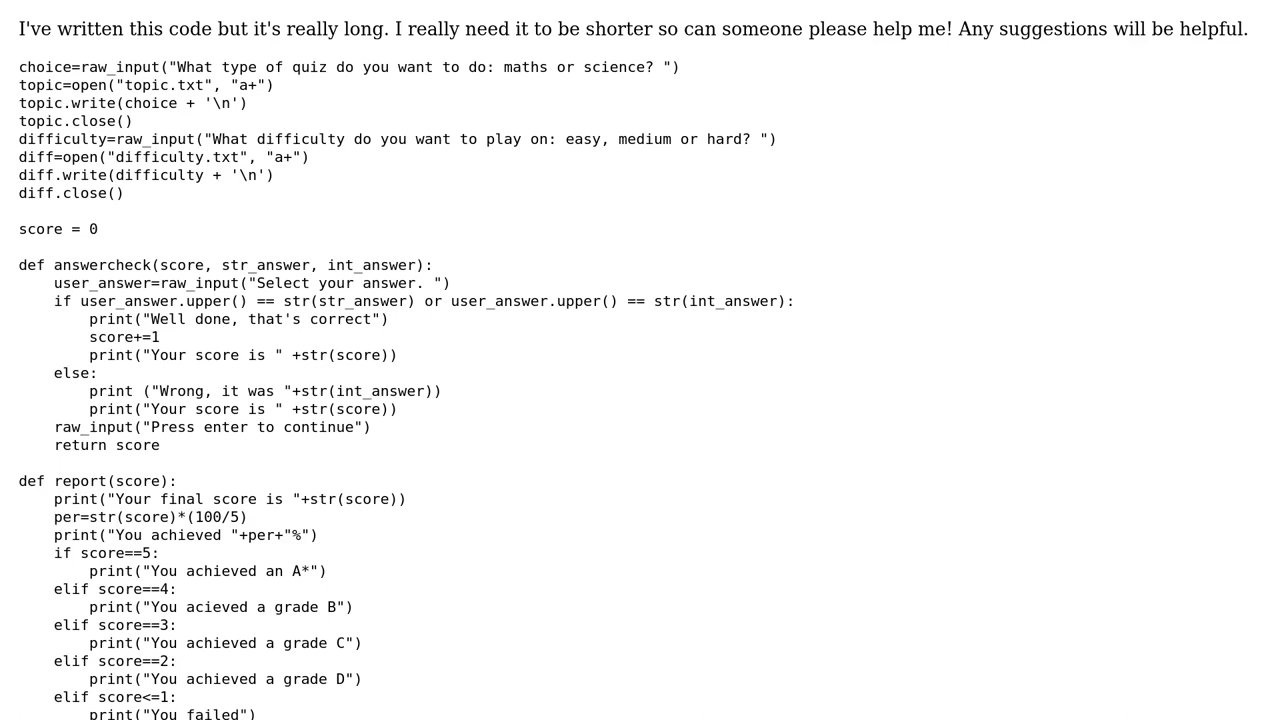 I've written this code but it's really long. I really need it to be shorter so can someone please help me! Any suggestions will be helpful.
choice=raw_input("What type of quiz do you want to do: maths or science? ")
topic=open("topic.txt", "a+")
topic.write(choice + '\n')
topic.close()
difficulty=raw_input("What difficulty do you want to play on: easy, medium or hard? ")
diff=open("difficulty.txt", "a+")
diff.write(difficulty + '\n')
diff.close()

score = 0

def answercheck(score, str_answer, int_answer):
    user_answer=raw_input("Select your answer. ")
    if user_answer.upper() == str(str_answer) or user_answer.upper() == str(int_answer):
        print("Well done, that's correct")
        score+=1
        print("Your score is " +str(score))
    else:
        print ("Wrong, it was "+str(int_answer))
        print("Your score is " +str(score))
    raw_input("Press enter to continue")
    return score

def report(score):
    print("Your final score is "+str(score))
    per=str(score)*(100/5)
    print("You achieved "+per+"%")
    if score==5:
        print("You achieved an A*")
    elif score==4:
        print("You acieved a grade B")
    elif score==3:
        print("You achieved a grade C")
    elif score==2:
        print("You achieved a grade D")
    elif score<=1:
        print("You failed")